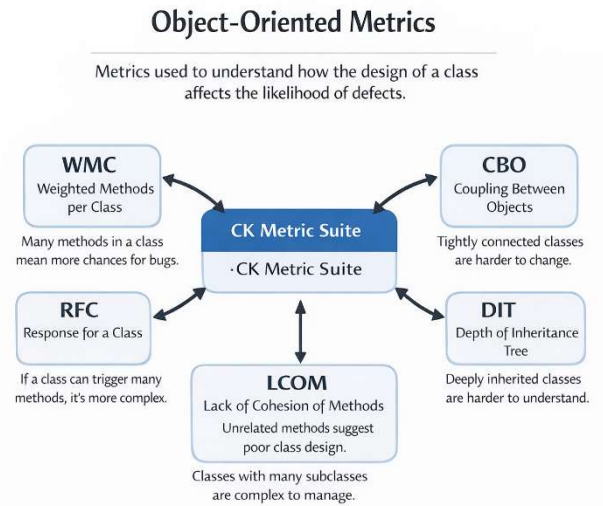 Object-Oriented Metrics
Metrics used to understand how the design of a class
affects the likelihood of defects.
WMC
Weighted Methods
per Class
Many methods in a class
mean more chances for bugs.
CBO
Coupling Between
Objects
Tightly connected classes
are harder to change.
CK Metric Suite
·CK Metric Suite
RFC
Response for a Class
If a class can trigger many
methods, it's more complex.
DIT
Depth of Inheritance
Tree
Deeply inherited classes
are harder to understand.
LCOM
Lack of Cohesion of Methods
Unrelated methods suggest
poor class design.
Classes with many subclasses
are complex to manage.